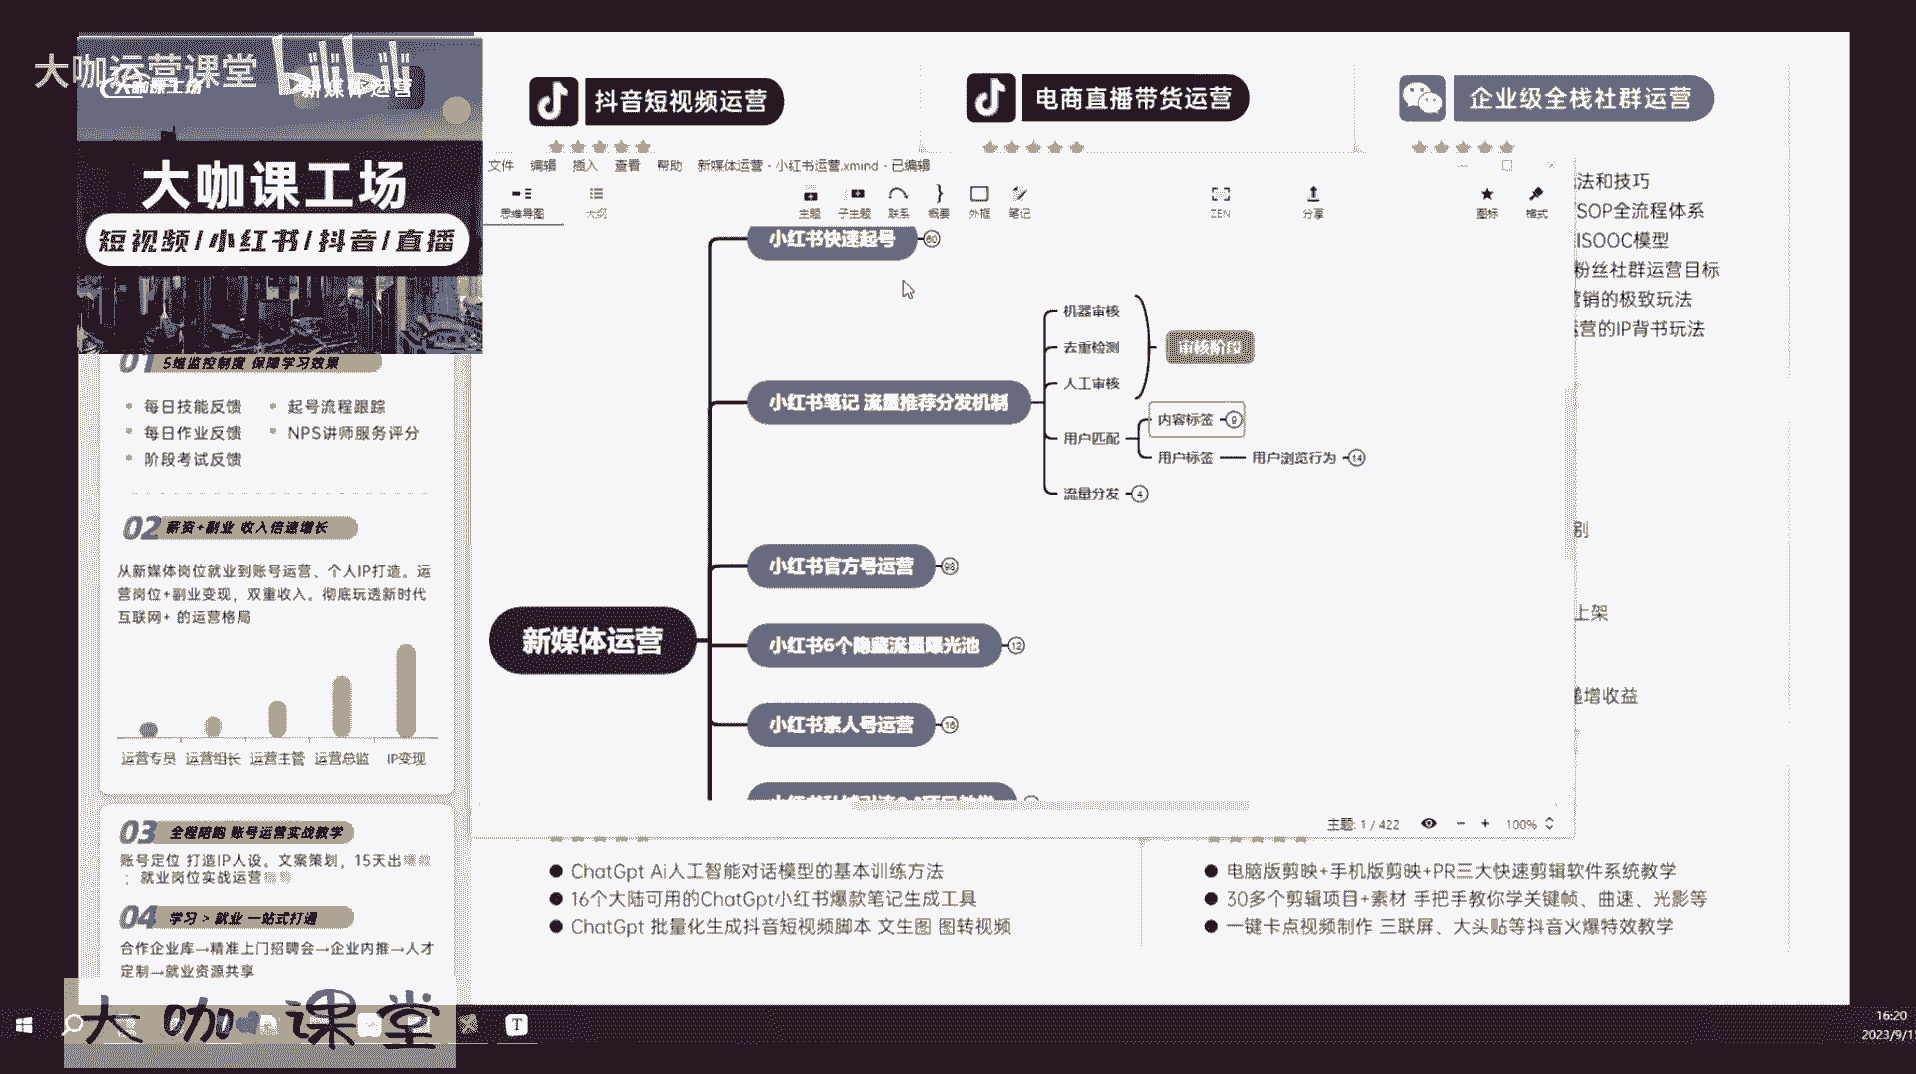 大咖运营课堂 bilibili
大咖课工场
新媒体运营
大咖课工场
短视频/小红书/抖音/直播
01 5维监控制度 保障学习效果
每日技能反馈 起号流程跟踪
每日作业反馈 NPS讲师服务评分
阶段考试反馈
02 薪资+副业 收入倍速增长
从新媒体岗位就业到账号运营、个人IP打造。运
营岗位+副业变现，双重收入。彻底玩透新时代
互联网+ 的运营格局
运营专员 运营组长 运营主管 运营总监 IP变现
03 全程陪跑 账号运营实战教学
账号定位 打造IP人设。文案策划，15天出爆款
；就业岗位实战运营
04 学习 > 就业 一站式打通
合作企业库→精准上门招聘会→企业内推→人才
定制→就业资源共享
大咖课堂
抖音短视频运营
电商直播带货运营
企业级全栈社群运营
文件 编辑 插入 查看 帮助 新媒体运营 - 小红书运营.xmind - 已编辑
思维导图 大纲 主题 子主题 联系 概要 外框 笔记 ZEN 分享 图标 格式
小红书快速起号 60
机器审核
去重检测
人工审核
审核阶段
小红书笔记 流量推荐分发机制
用户匹配
内容标签 9
用户标签 用户浏览行为 14
流量分发 4
小红书官方号运营 98
新媒体运营
小红书6个隐藏流量曝光池 12
小红书素人号运营 16
主题: 1 / 422 100%
法和技巧
SOP全流程体系
ISOOC模型
粉丝社群运营目标
营销的极致玩法
运营的IP背书玩法
别
上架
递增收益
ChatGpt Ai人工智能对话模型的基本训练方法
16个大陆可用的ChatGpt小红书爆款笔记生成工具
ChatGpt 批量化生成抖音短视频脚本 文生图 图转视频
电脑版剪映+手机版剪映+PR三大快速剪辑软件系统教学
30多个剪辑项目+素材 手把手教你学关键帧、曲速、光影等
一键卡点视频制作 三联屏、大头贴等抖音火爆特效教学
T
16:20
2023/9/1